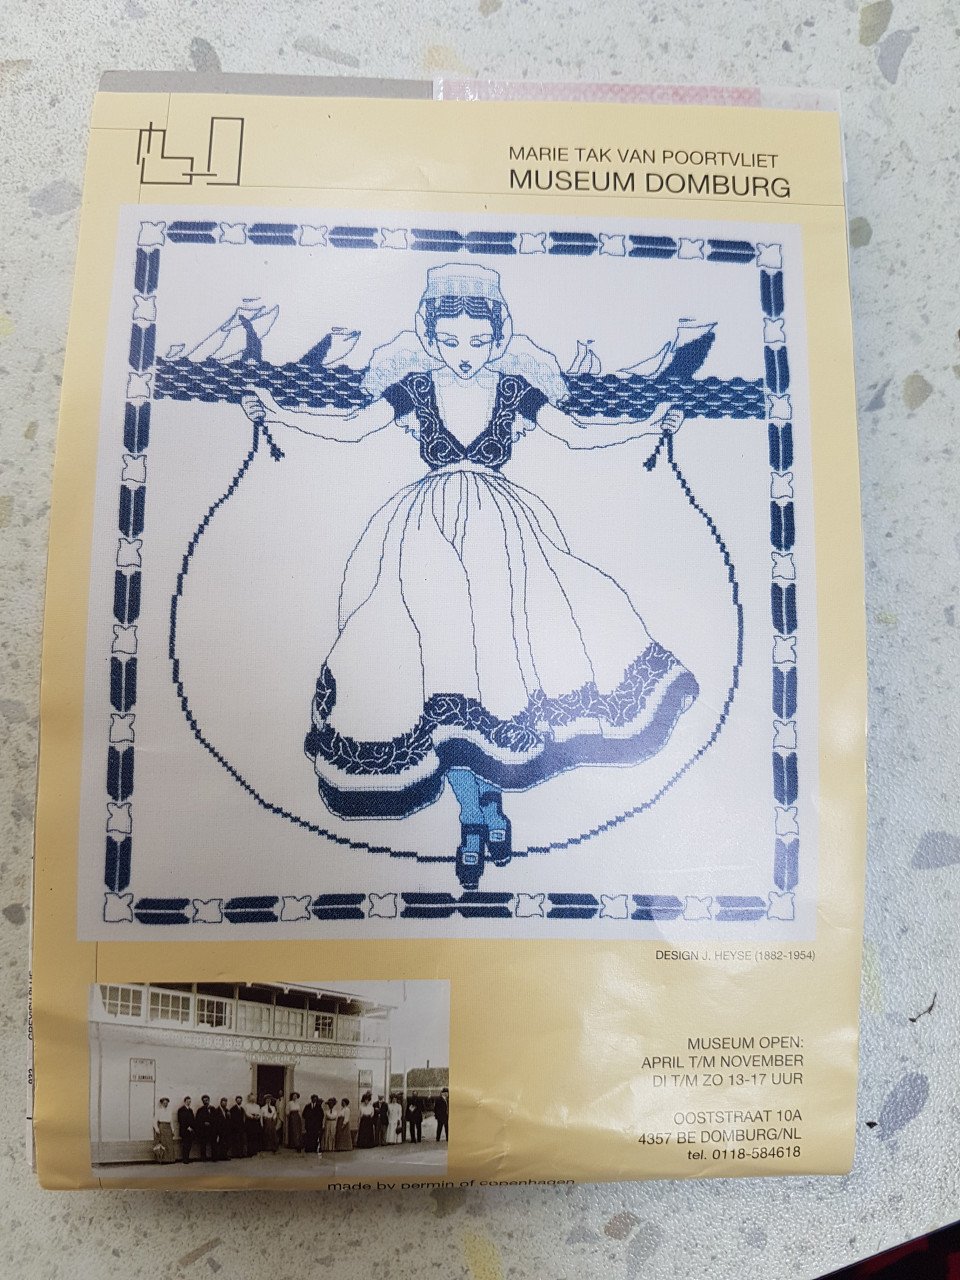 MARIE TAK VAN POORTVLIET
MUSEUM DOMBURG
DESIGN J. HEYSE (1882-1954)
MUSEUM OPEN:
APRIL T/M NOVEMBER
DI T/M ZO 13-17 UUR
OOSTSTRAAT 10A
4357 BE DOMBURG/NL
tel. 0118-584618
made by permin of copenhagen